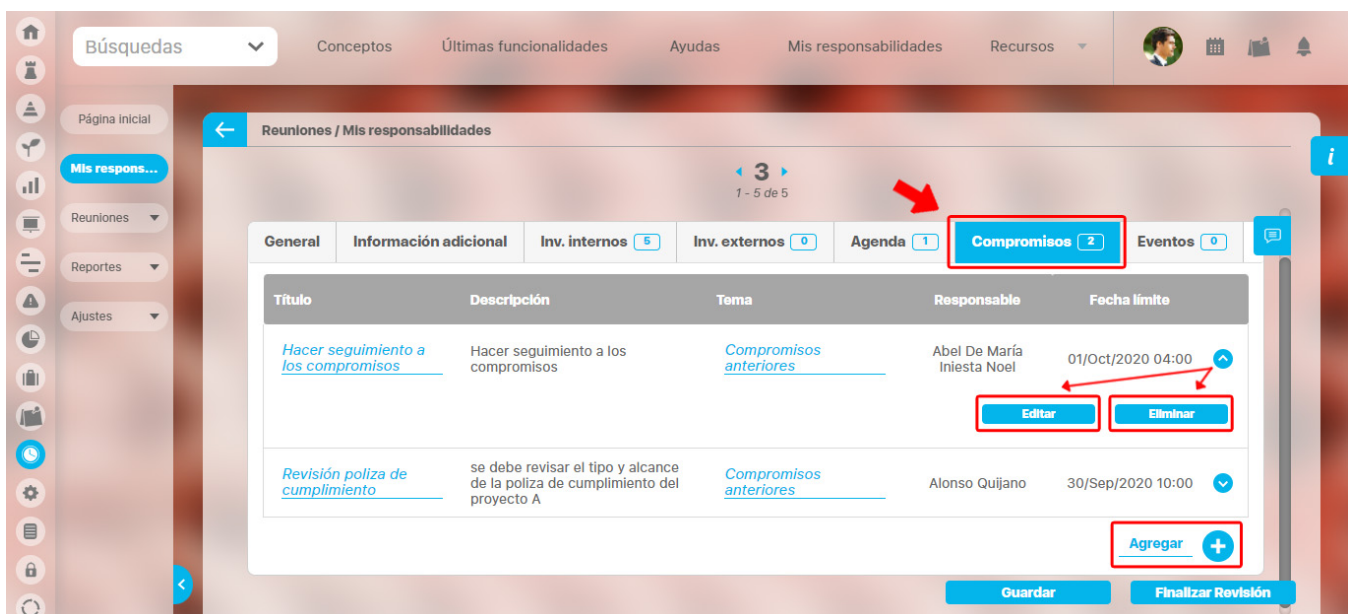 Búsquedas
Conceptos
Últimas funcionalidades
Ayudas
Mis responsabilidades
Recursos
Página inicial
Mis respons...
Reuniones
Reportes
Ajustes
Reuniones / Mis responsabilidades
3
1 - 5 de 5
i
General
Información adicional
Inv. internos 5
Inv. externos 0
Agenda 1
Compromisos 2
Eventos 0
Título
Descripción
Tema
Responsable
Fecha límite
Hacer seguimiento a
los compromisos
Hacer seguimiento a los
compromisos
Compromisos
anteriores
Abel De María
Iniesta Noel
01/Oct/2020 04:00
Editar
Eliminar
Revisión poliza de
cumplimiento
se debe revisar el tipo y alcance
de la poliza de cumplimiento del
proyecto A
Compromisos
anteriores
Alonso Quijano
30/Sep/2020 10:00
Agregar
Guardar
Finalizar Revisión